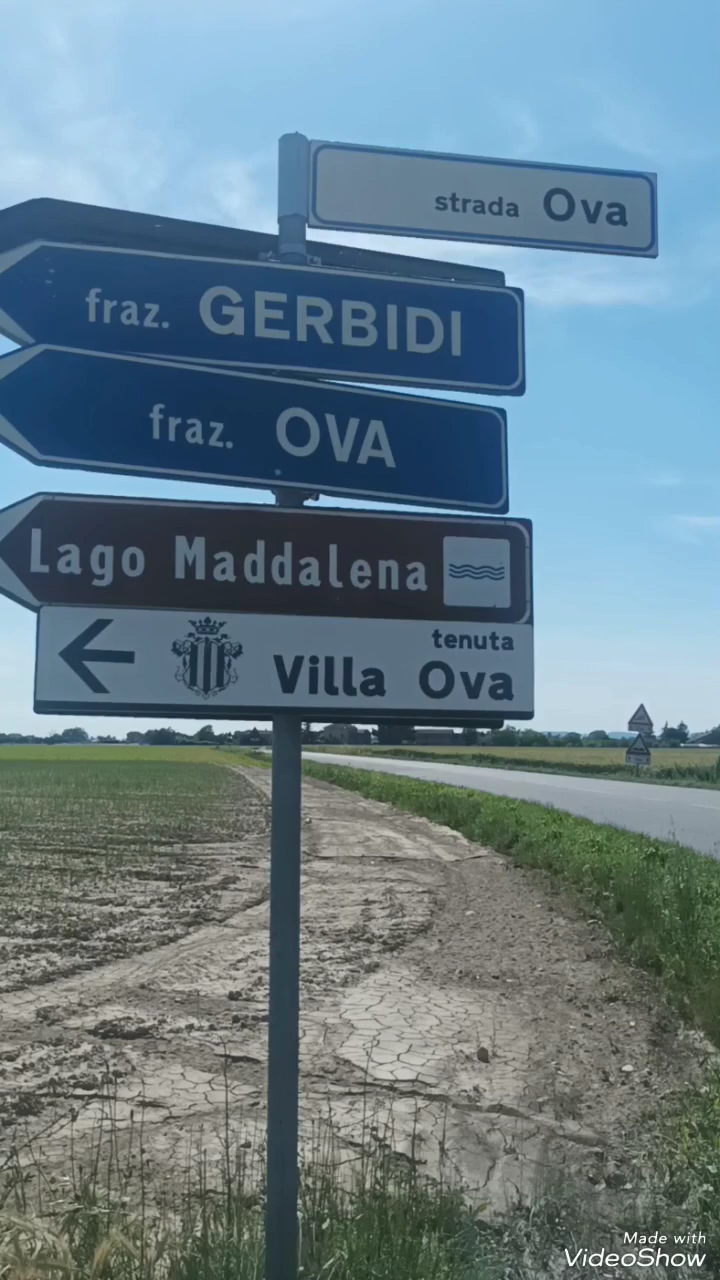 strada Ova
fraz. GERBIDI
fraz. OVA
Lago Maddalena
tenuta
Villa Ova
Made with
VideoShow